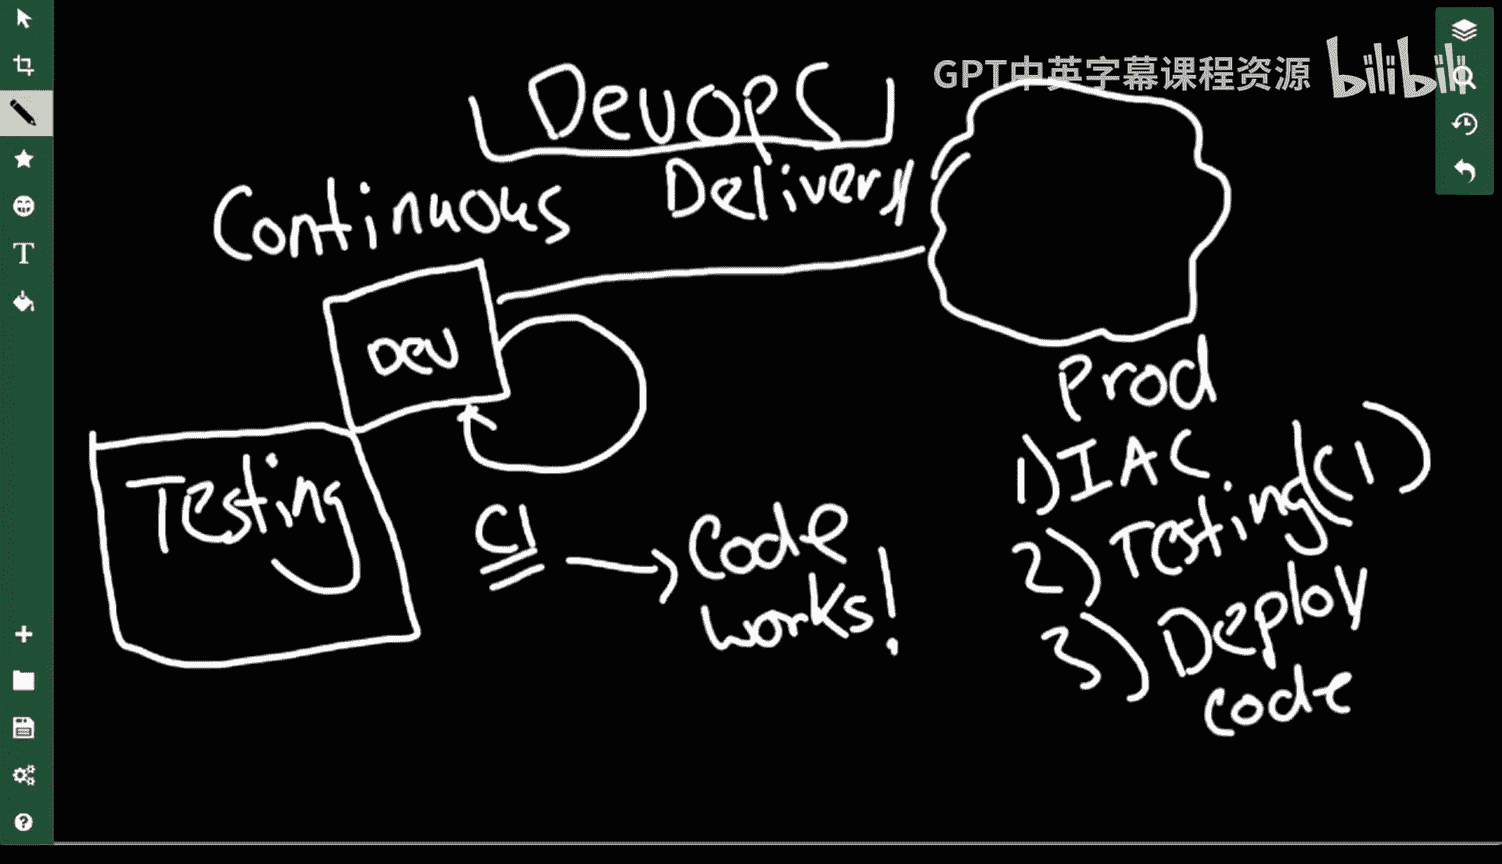 GPT中英字幕课程资源 bilibili
DevOps
Continuous Delivery
Dev
Prod
Testing
CI → Code
works!
1) IAC
2) Testing (CI)
3) Deploy
code
T